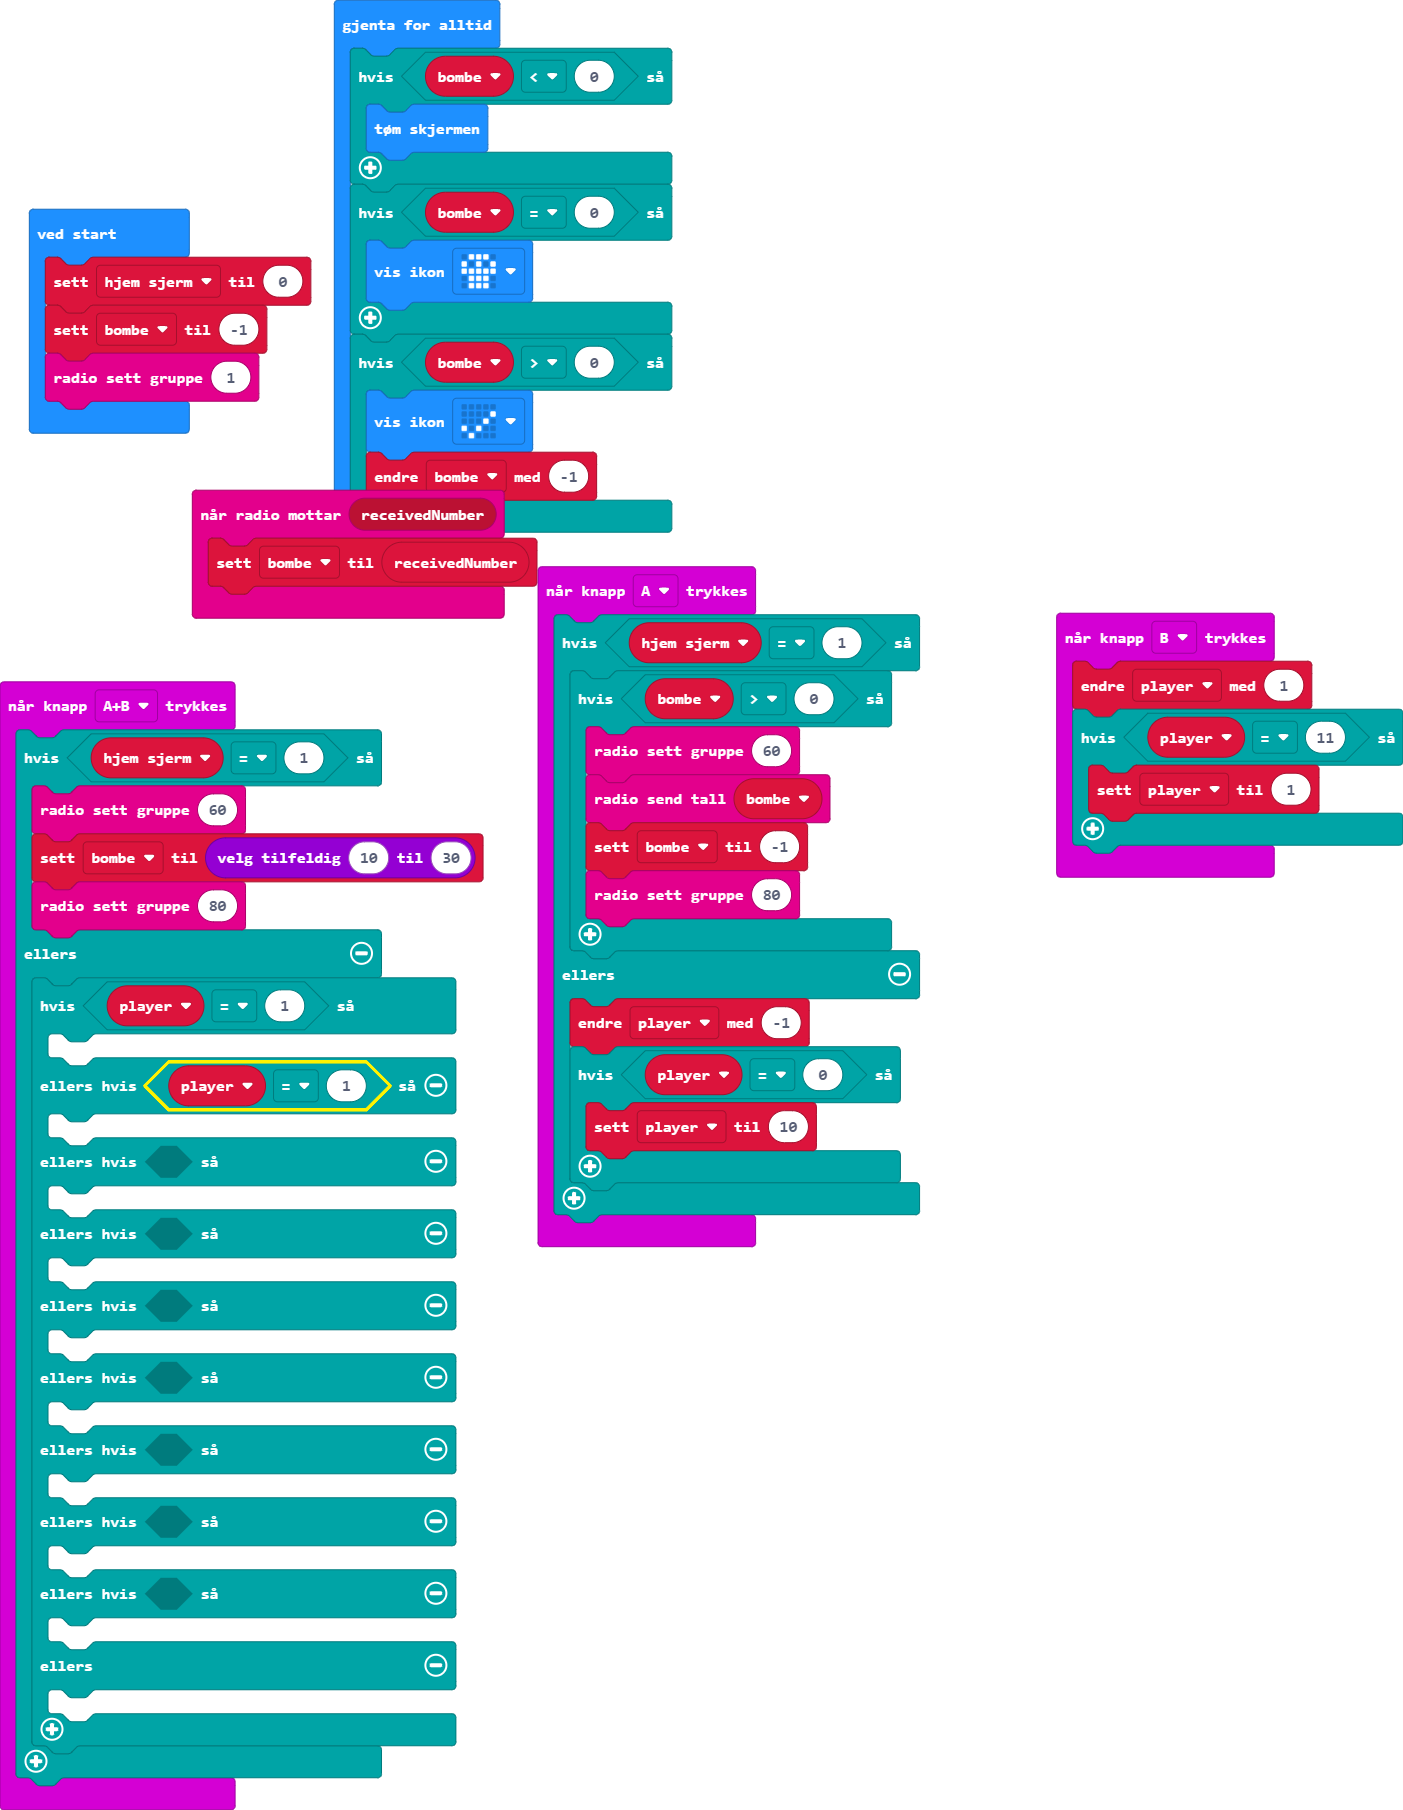 gjenta for alltid
hvis bombe < 0 så
tøm skjermen
hvis bombe = 0 så
vis ikon
hvis bombe > 0 så
vis ikon
endre bombe med -1
ved start
sett hjem sjerm til 0
sett bombe til -1
radio sett gruppe 1
når radio mottar receivedNumber
sett bombe til receivedNumber
når knapp A trykkes
hvis hjem sjerm = 1 så
hvis bombe > 0 så
radio sett gruppe 60
radio send tall bombe
sett bombe til -1
radio sett gruppe 80
ellers
endre player med -1
hvis player = 0 så
sett player til 10
når knapp B trykkes
endre player med 1
hvis player = 11 så
sett player til 1
når knapp A+B trykkes
hvis hjem sjerm = 1 så
radio sett gruppe 60
sett bombe til velg tilfeldig 10 til 30
radio sett gruppe 80
ellers
hvis player = 1 så
ellers hvis player = 1 så
ellers hvis så
ellers hvis så
ellers hvis så
ellers hvis så
ellers hvis så
ellers hvis så
ellers hvis så
ellers